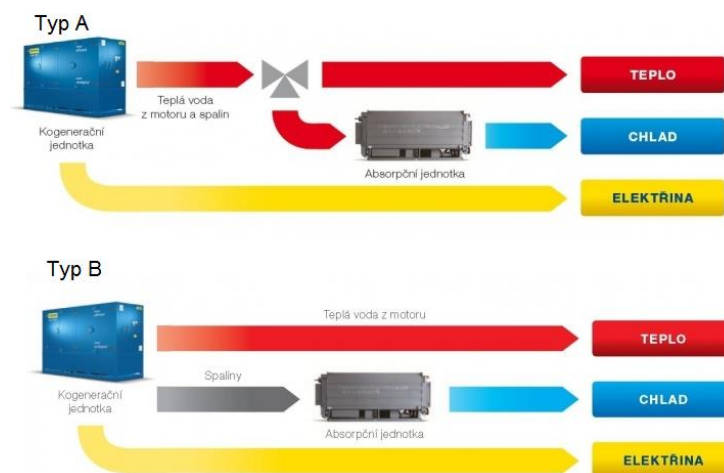 Typ A
Teplá voda
z motoru a spalin
Kogenerační
jednotka
Absorpční jednotka
TEPLO
CHLAD
ELEKTŘINA
Typ B
Teplá voda z motoru
Spaliny
Kogenerační
jednotka
Absorpční jednotka
TEPLO
CHLAD
ELEKTŘINA